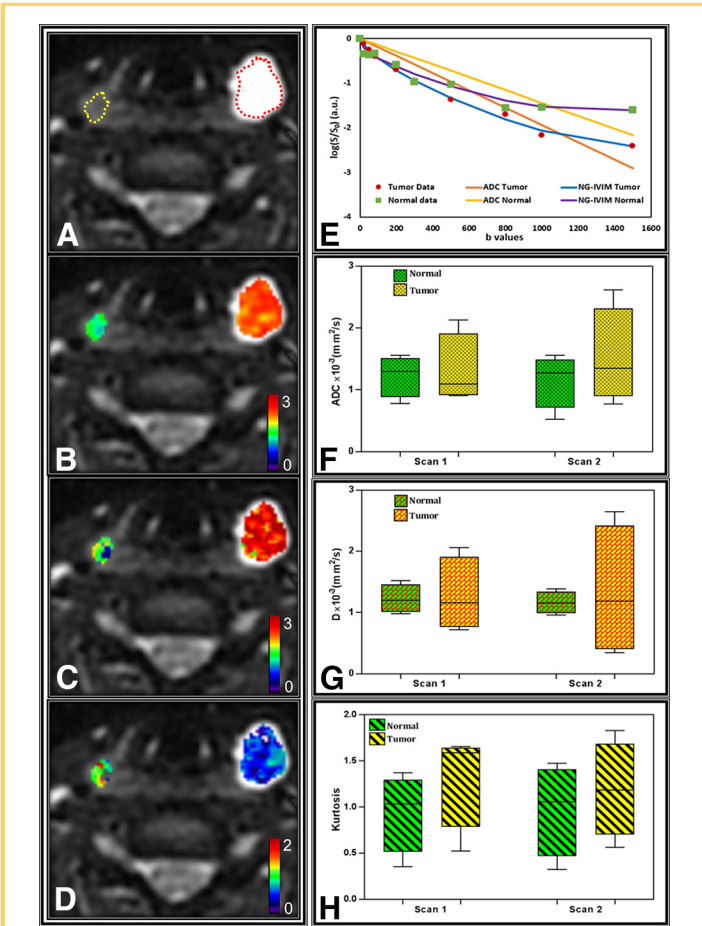 A
3
0
B
3
0
C
2
0
D
0
-1
-2
-3
-4
log(S/S0) (a.u.)
Tumor Data ADC Tumor NG-IVIM Tumor
Normal data ADC Normal NG-IVIM Normal
0 200 400 600 800 1000 1200 1400 1600
b values
E
Normal
Tumor
3
2
1
0
ADC ×10-3(mm2/s)
Scan 1 Scan 2
F
Normal
Tumor
3
2
1
0
D ×10-3(mm2/s)
Scan 1 Scan 2
G
Normal
Tumor
2.0
1.5
1.0
0.5
0.0
Kurtosis
Scan 1 Scan 2
H